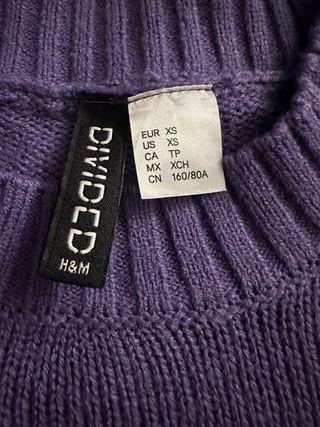 DIVIDED
H&M
EUR XS
US XS
CA TP
MX XCH
CN 160/80A